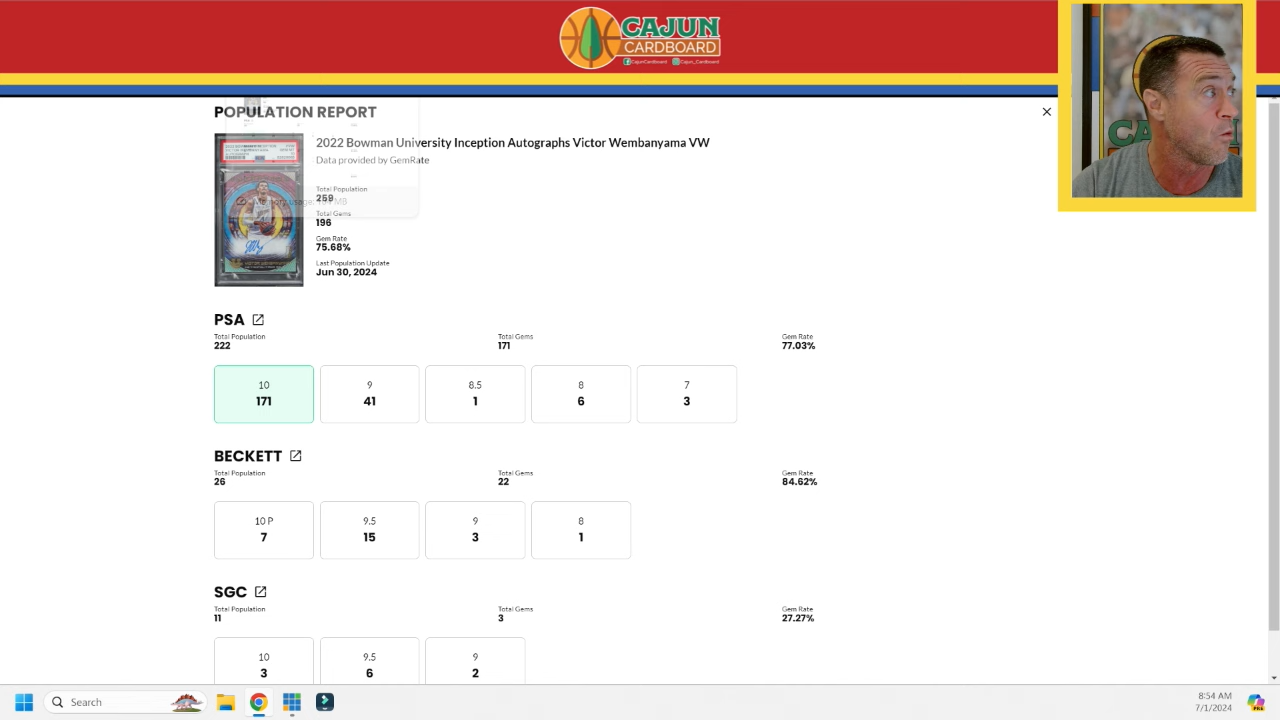 CAJUN
CARDBOARD
CajunCardboard Cajun_Cardboard
POPULATION REPORT
2022 Bowman University Inception Autographs Victor Wembanyama VW
Data provided by GemRate
Total Population
259
Memory usage: MB
Total Gems
196
Gem Rate
75.68%
Last Population Update
Jun 30, 2024
PSA
Total Population Total Gems Gem Rate
222 171 77.03%
10 9 8.5 8 7
171 41 1 6 3
BECKETT
Total Population Total Gems Gem Rate
26 22 84.62%
10 P 9.5 9 8
7 15 3 1
SGC
Total Population Total Gems Gem Rate
11 3 27.27%
10 9.5 9
3 6 2
Search
8:54 AM
7/1/2024